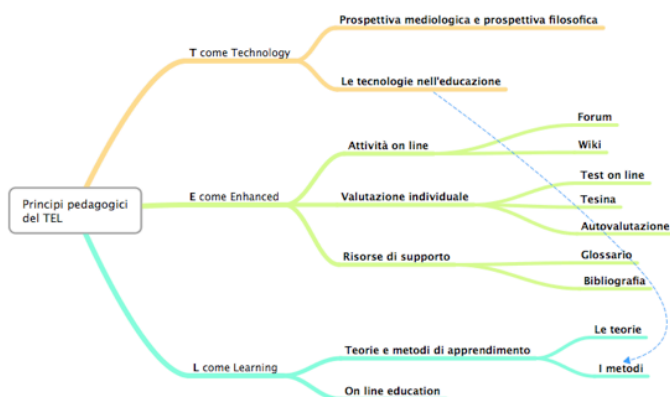 Prospettiva mediologica e prospettiva filosofica
T come Technology
Le tecnologie nell'educazione
Forum
Attività on line
Wiki
Test on line
Principi pedagogici
del TEL
E come Enhanced
Valutazione individuale
Tesina
Autovalutazione
Risorse di supporto
Glossario
Bibliografia
Le teorie
Teorie e metodi di apprendimento
L come Learning
I metodi
On line education